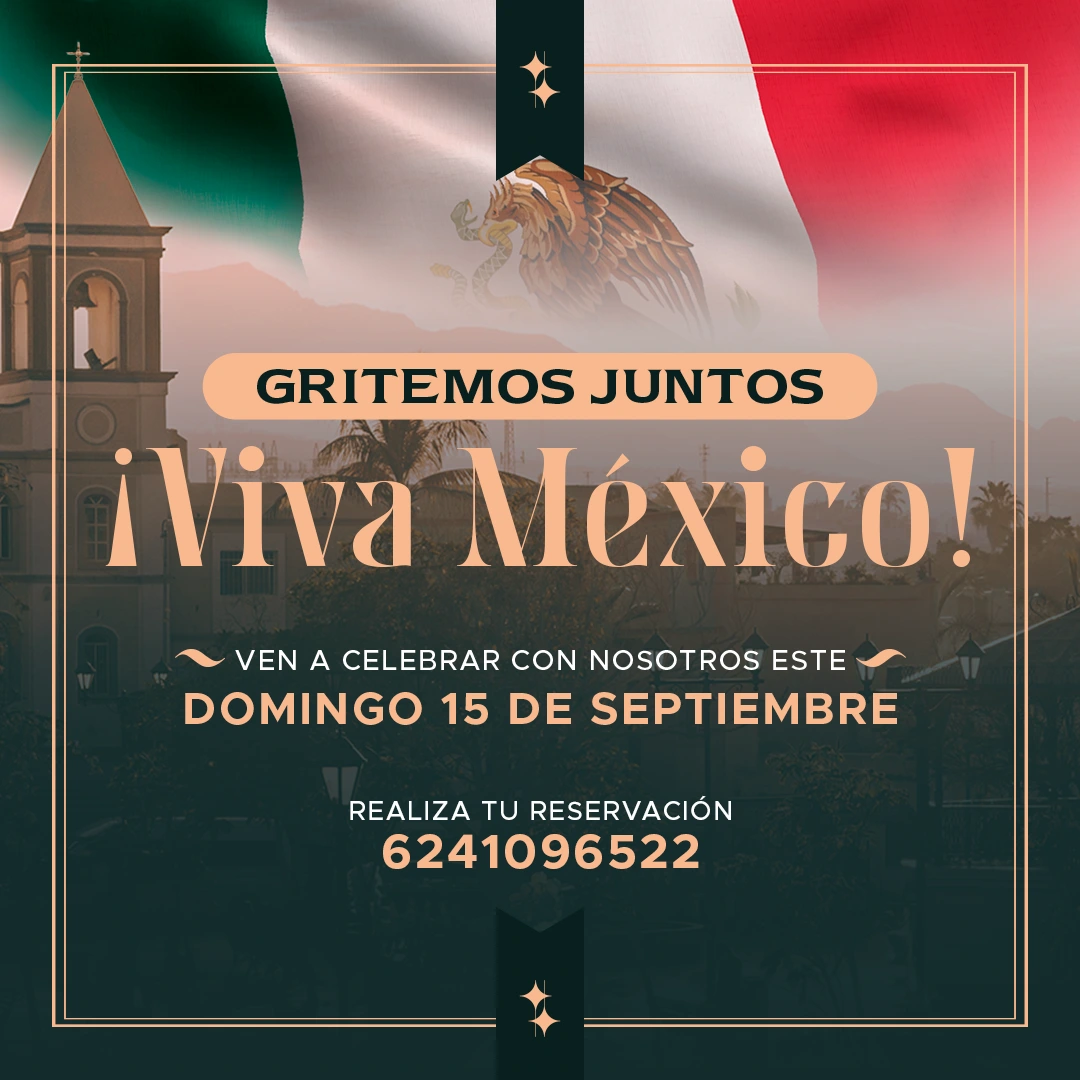 GRITEMOS JUNTOS
¡Viva México!
VEN A CELEBRAR CON NOSOTROS ESTE
DOMINGO 15 DE SEPTIEMBRE
REALIZA TU RESERVACIÓN
6241096522